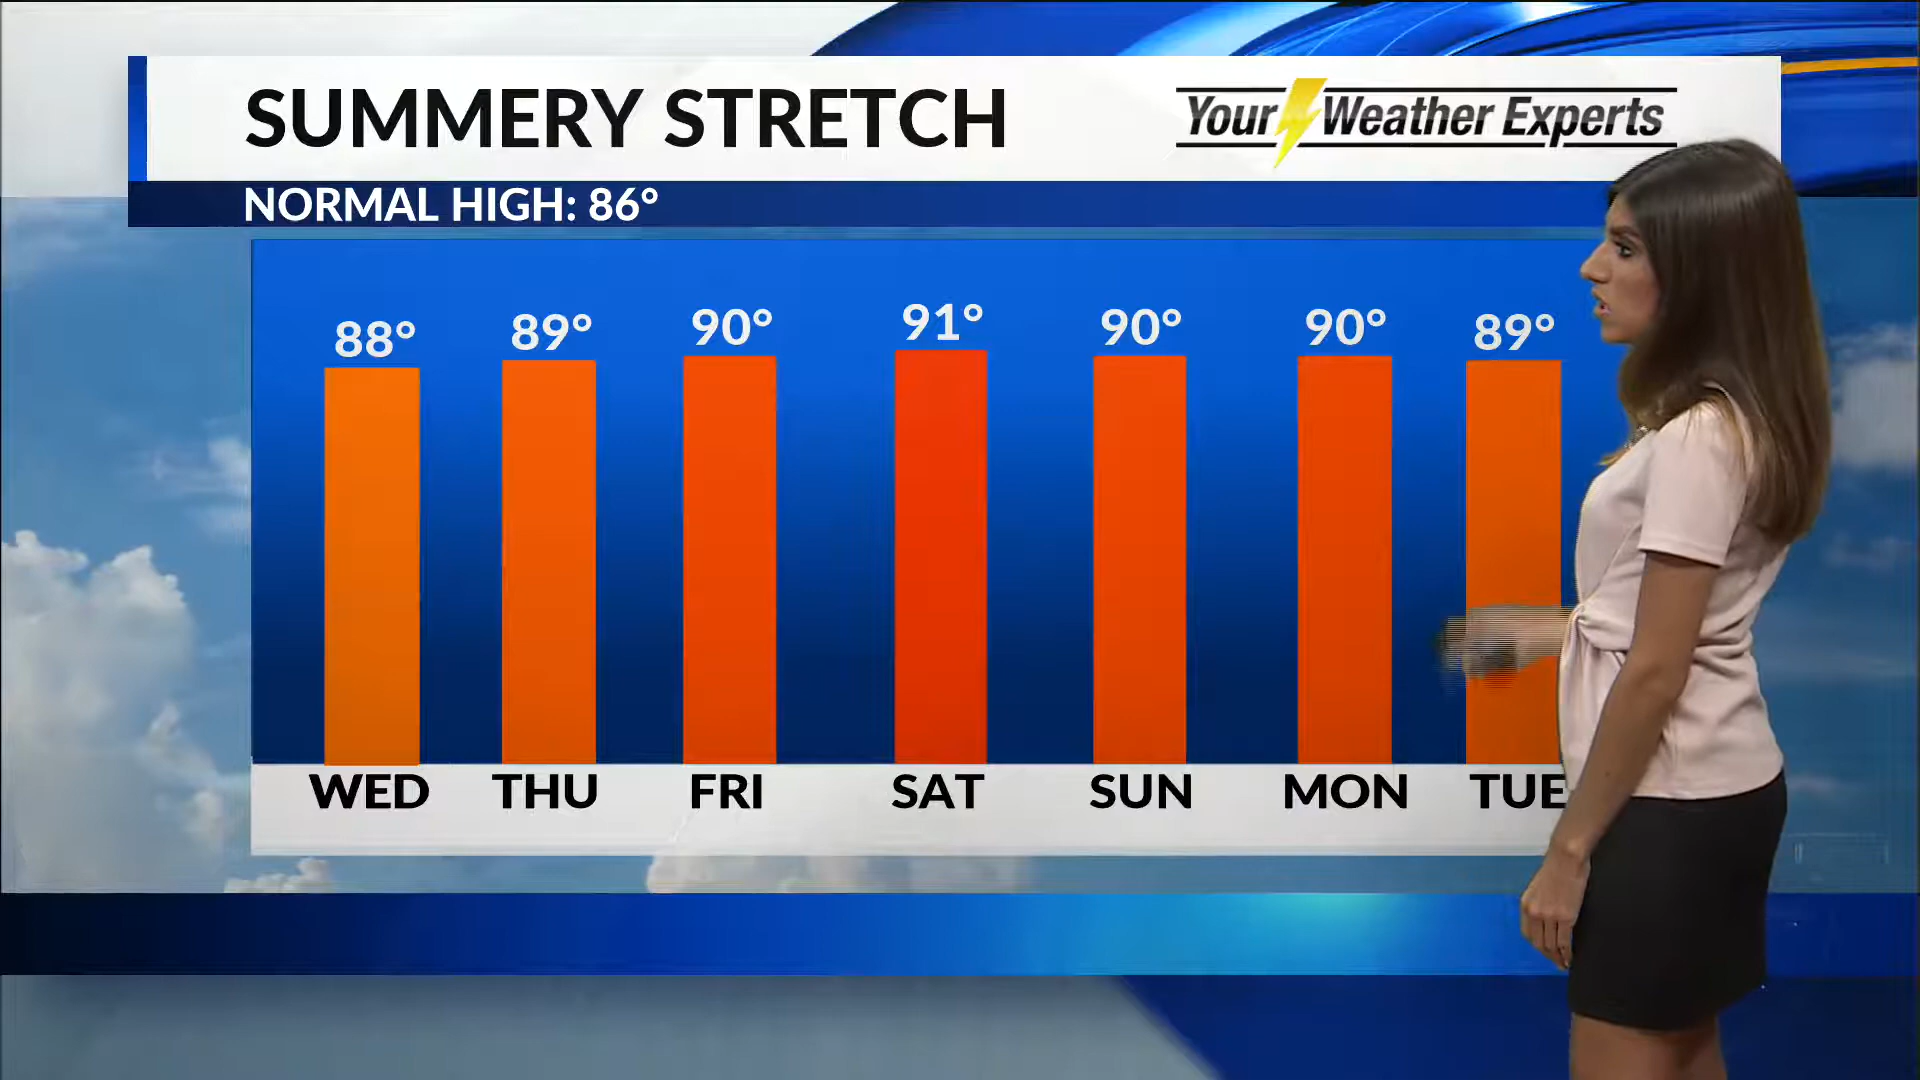 SUMMERY STRETCH
Your Weather Experts
NORMAL HIGH: 86°
88° 89° 90° 91° 90° 90° 89°
WED THU FRI SAT SUN MON TUE